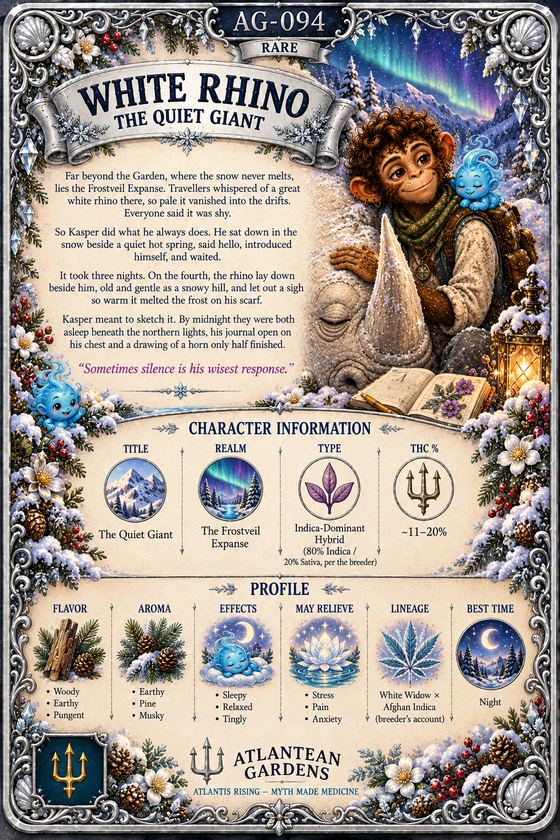 AG-094
RARE
WHITE RHINO
THE QUIET GIANT
Far beyond the Garden, where the snow never melts,
lies the Frostveil Expanse. Travellers whispered of a great
white rhino there, so pale it vanished into the drifts.
Everyone said it was shy.
So Kasper did what he always does. He sat down in the
snow beside a quiet hot spring, said hello, introduced
himself, and waited.
It took three nights. On the fourth, the rhino lay down
beside him, old and gentle as a snowy hill, and let out a sigh
so warm it melted the frost on his scarf.
Kasper meant to sketch it. By midnight they were both
asleep beneath the northern lights, his journal open on
his chest and a drawing of a horn only half finished.
“Sometimes silence is his wisest response.”
CHARACTER INFORMATION
TITLE
The Quiet Giant
REALM
The Frostveil
Expanse
TYPE
Indica-Dominant
Hybrid
(80% Indica /
20% Sativa, per the breeder)
THC %
~11–20%
PROFILE
FLAVOR
• Woody
• Earthy
• Pungent
AROMA
• Earthy
• Pine
• Musky
EFFECTS
• Sleepy
• Relaxed
• Tingly
MAY RELIEVE
• Stress
• Pain
• Anxiety
LINEAGE
White Widow ×
Afghan Indica
(breeder's account)
BEST TIME
Night
ATLANTEAN
GARDENS
ATLANTIS RISING — MYTH MADE MEDICINE